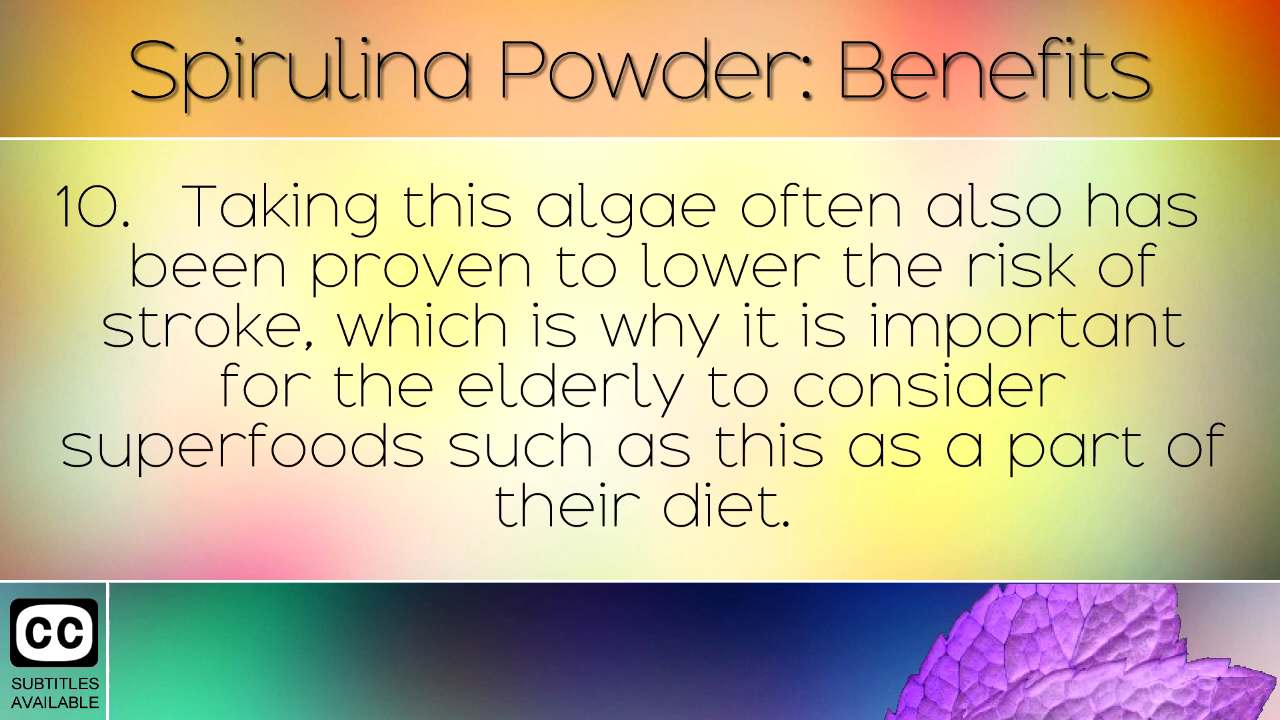 Spirulina Powder: Benefits
10. Taking this algae often also has
been proven to lower the risk of
stroke, which is why it is important
for the elderly to consider
superfoods such as this as a part of
their diet.
CC
SUBTITLES
AVAILABLE